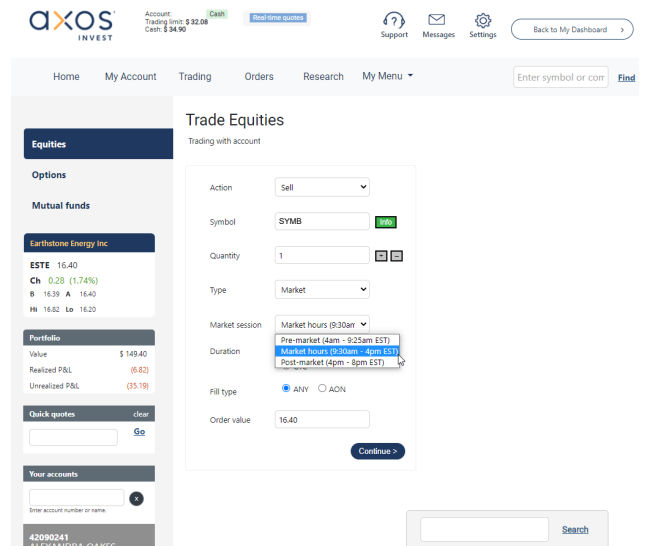 axos
INVEST
Account: Cash
Trading limit: $ 32.08
Cash: $ 34.90
Real-time quotes
Support
Messages
Settings
Back to My Dashboard >
Home My Account Trading Orders Research My Menu
Enter symbol or com Find
Trade Equities
Trading with account
Equities
Options
Mutual funds
Earthstone Energy Inc
ESTE 16.40
Ch 0.28 (1.74%)
B 16.39 A 16.40
Hi 16.82 Lo 16.20
Portfolio
Value $ 149.40
Realized P&L (6.82)
Unrealized P&L (35.19)
Quick quotes clear
Go
Your accounts
x
Enter account number or name.
42090241
ALEXANDRA OAKES
Action Sell
Symbol SYMB Info
Quantity 1 + −
Type Market
Market session Market hours (9:30am
Pre-market (4am - 9:25am EST)
Market hours (9:30am - 4pm EST)
Post-market (4pm - 8pm EST)
Duration
Fill type ANY AON
Order value 16.40
Continue >
Search